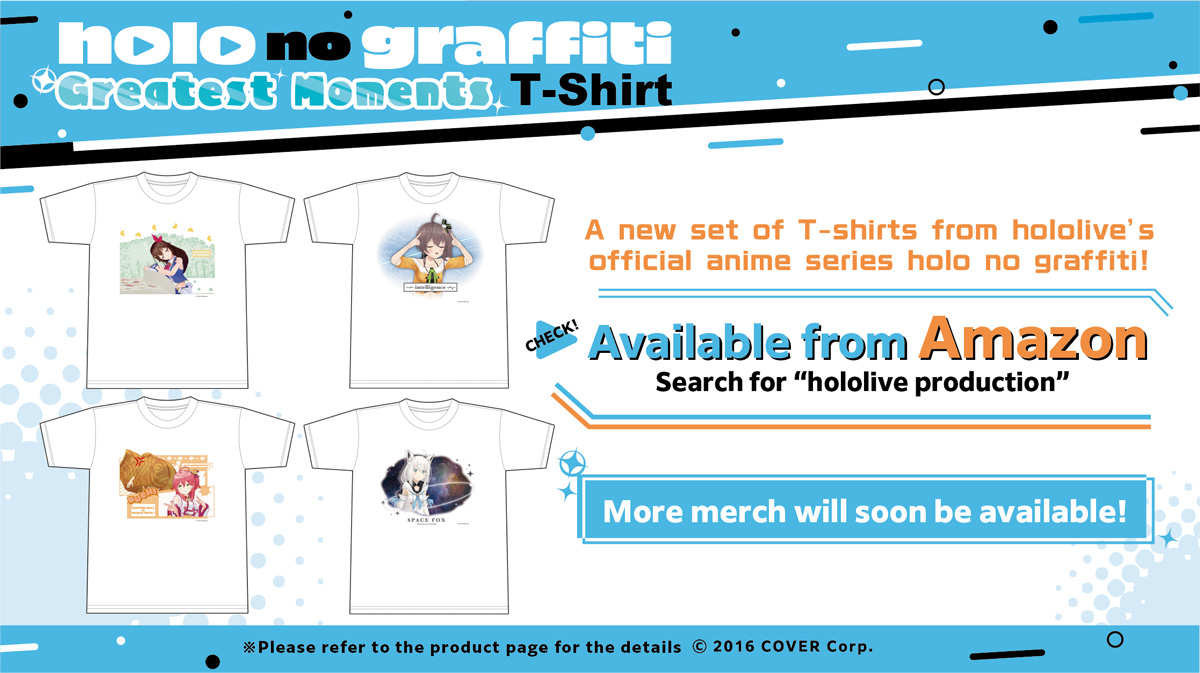 holo no graffiti
Greatest Moments T-Shirt
A new set of T-shirts from hololive's
official anime series holo no graffiti!
CHECK!
Available from Amazon
Search for “hololive production”
intelligence
SPACE FOX
More merch will soon be available!
※Please refer to the product page for the details © 2016 COVER Corp.